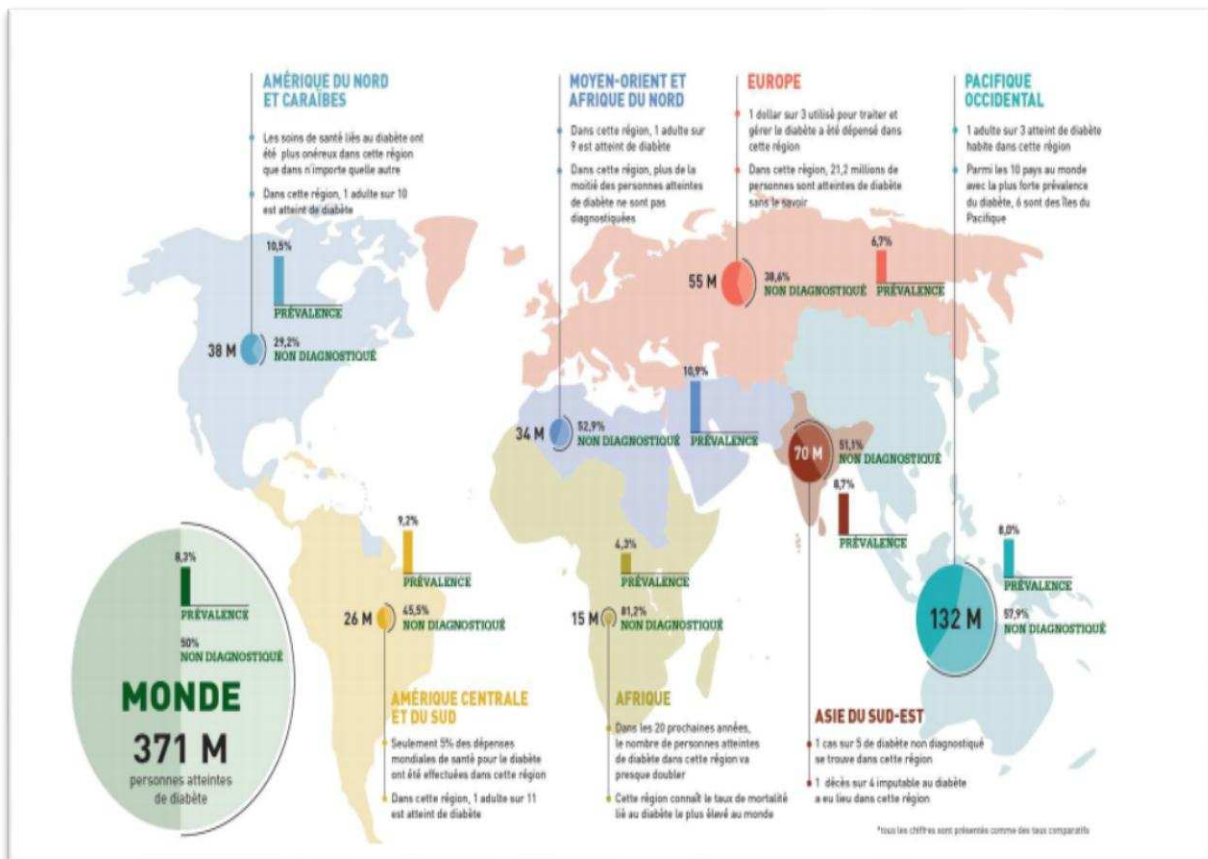 AMÉRIQUE DU NORD
ET CARAÏBES
Les soins de santé liés au diabète ont
été plus onéreux dans cette région
que dans n'importe quelle autre
Dans cette région, 1 adulte sur 10
est atteint de diabète
10,5%
PRÉVALENCE
38 M
29,2%
NON DIAGNOSTIQUÉ
MOYEN-ORIENT ET
AFRIQUE DU NORD
Dans cette région, 1 adulte sur
9 est atteint de diabète
Dans cette région, plus de la
moitié des personnes atteintes
de diabète ne sont pas
diagnostiquées
34 M
52,9%
NON DIAGNOSTIQUÉ
10,9%
PRÉVALENCE
EUROPE
1 dollar sur 3 utilisé pour traiter et
gérer le diabète a été dépensé dans
cette région
Dans cette région, 21,2 millions de
personnes sont atteintes de diabète
sans le savoir
55 M
38,6%
NON DIAGNOSTIQUÉ
6,7%
PRÉVALENCE
PACIFIQUE
OCCIDENTAL
1 adulte sur 3 atteint de diabète
habite dans cette région
Parmi les 10 pays au monde
avec la plus forte prévalence
du diabète, 6 sont des îles du
Pacifique
8,0%
PRÉVALENCE
132 M
57,9%
NON DIAGNOSTIQUÉ
70 M
51,1%
NON DIAGNOSTIQUÉ
8,7%
PRÉVALENCE
ASIE DU SUD-EST
1 cas sur 5 de diabète non diagnostiqué
se trouve dans cette région
1 décès sur 4 imputable au diabète
a eu lieu dans cette région
8,3%
PRÉVALENCE
50%
NON DIAGNOSTIQUÉ
MONDE
371 M
personnes atteintes
de diabète
9,2%
PRÉVALENCE
26 M
45,5%
NON DIAGNOSTIQUÉ
AMÉRIQUE CENTRALE
ET DU SUD
Seulement 5% des dépenses
mondiales de santé pour le diabète
ont été effectuées dans cette région
Dans cette région, 1 adulte sur 11
est atteint de diabète
4,3%
PRÉVALENCE
15 M
81,2%
NON DIAGNOSTIQUÉ
AFRIQUE
Dans les 20 prochaines années,
le nombre de personnes atteintes
de diabète dans cette région va
presque doubler
Cette région connaît le taux de mortalité
lié au diabète le plus élevé au monde
*tous les chiffres sont présentés comme des taux comparatifs